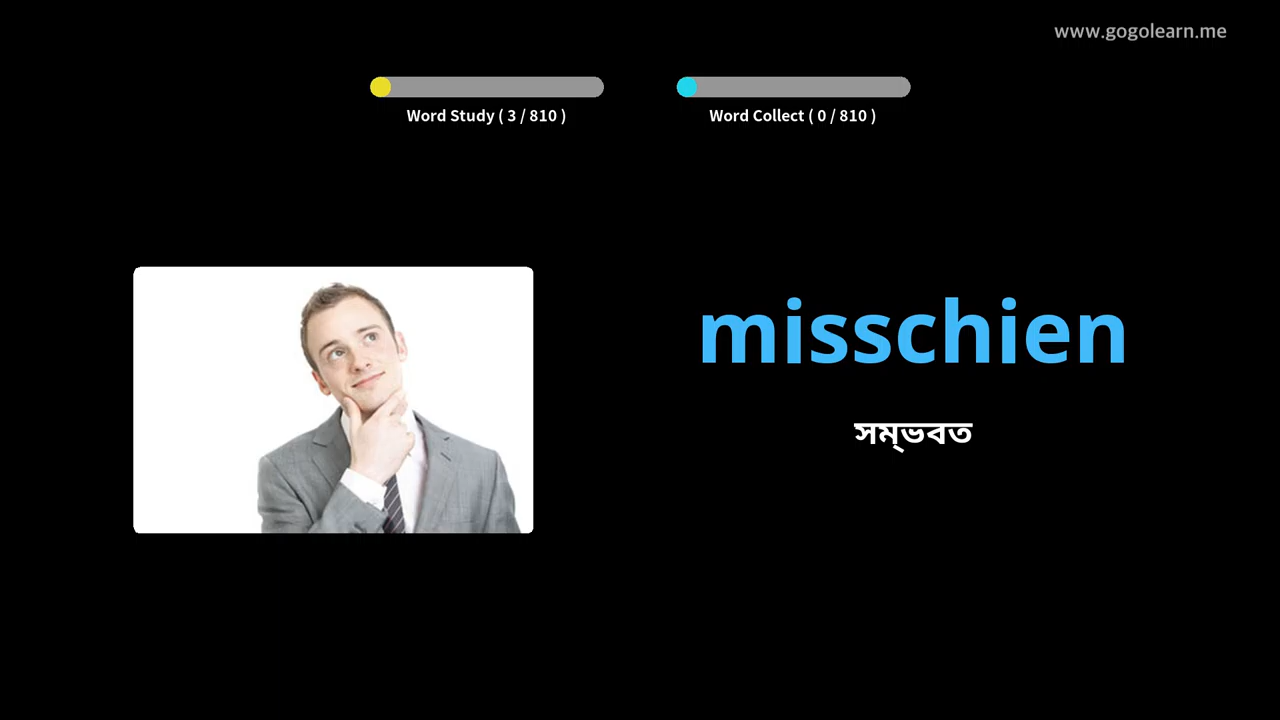 www.gogolearn.me
Word Study ( 3 / 810 )
Word Collect ( 0 / 810 )
misschien
সম্ভবত